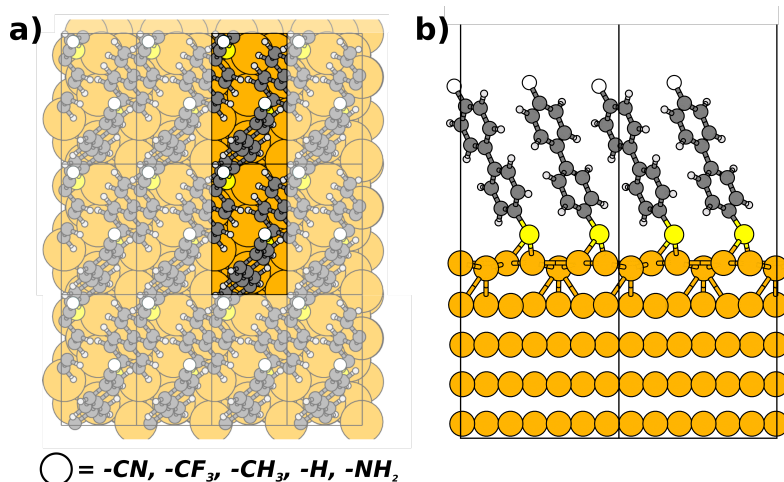 a)
b)
= -CN, -CF₃, -CH₃, -H, -NH₂